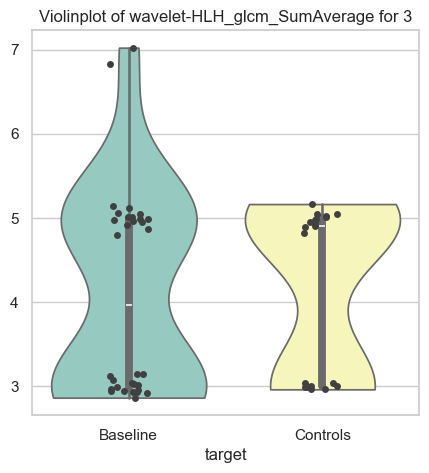 Violinplot of wavelet-HLH_glcm_SumAverage for 3
7
6
5
4
3
Baseline Controls
target